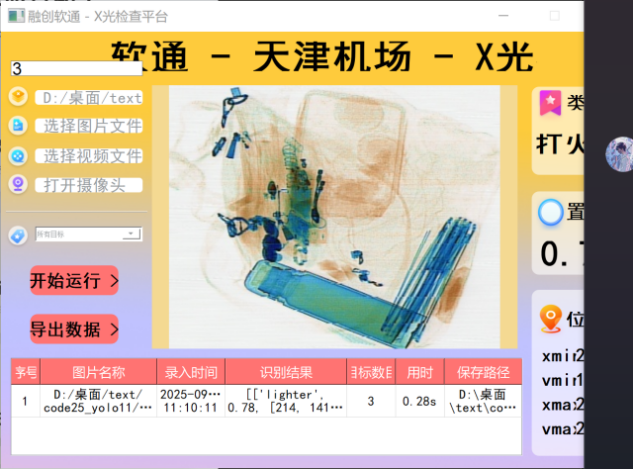 融创软通 - X光检查平台
软通 - 天津机场 - X光
3
D:/桌面/text
选择图片文件
选择视频文件
打开摄像头
所有目标
开始运行 >
导出数据 >
类
打火
置
0.7
位
xmin2
ymin1
xma2
yma2
序号 图片名称 录入时间 识别结果 目标数目 用时 保存路径
1 D:/桌面/text/ code25_yolo11/… 2025-09… 11:10:11 [['lighter', 0.78, [214, 141… 3 0.28s D:\桌面 \text\co…